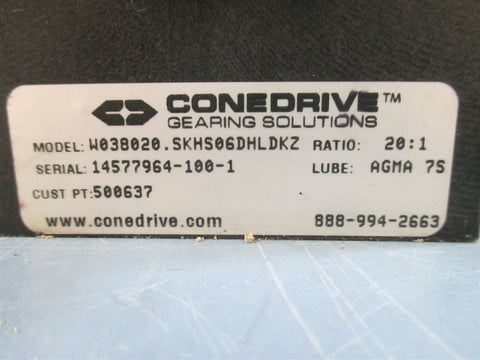 CONEDRIVE™
GEARING SOLUTIONS
MODEL: W038020.SKHS06DHLDKZ RATIO: 20:1
SERIAL: 14577964-100-1 LUBE: AGMA 7S
CUST PT: 500637
www.conedrive.com 888-994-2663